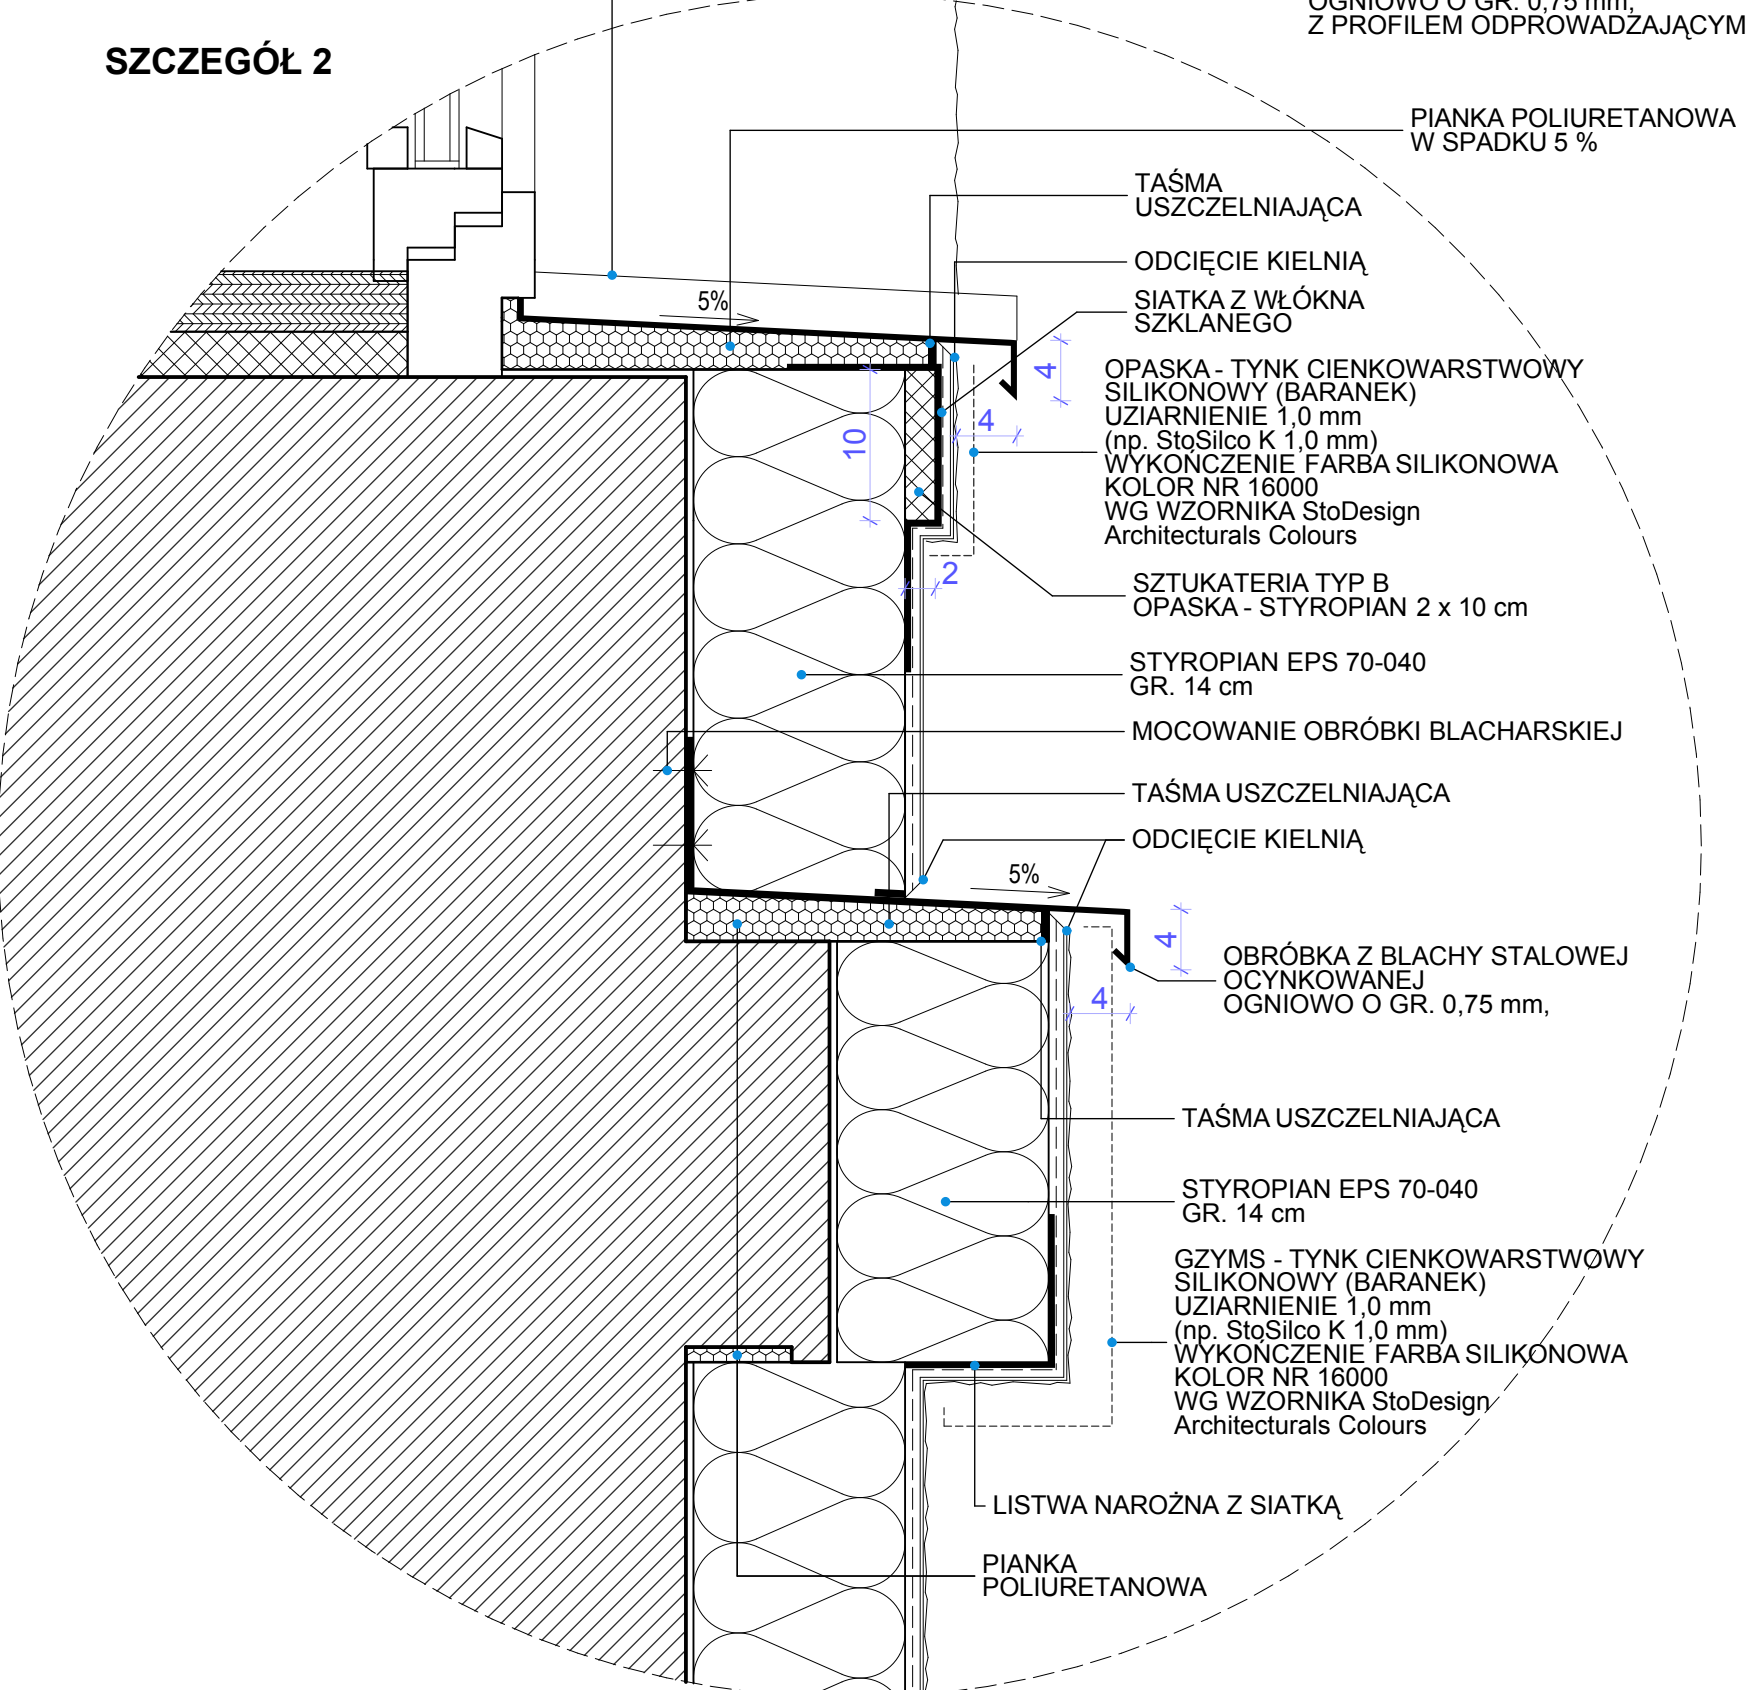 OGNIOWO O GR. 0,75 mm,
Z PROFILEM ODPROWADZAJĄCYM
SZCZEGÓŁ 2
PIANKA POLIURETANOWA
W SPADKU 5 %
TAŚMA
USZCZELNIAJĄCA
ODCIĘCIE KIELNIĄ
SIATKA Z WŁÓKNA
SZKLANEGO
5%
4
OPASKA - TYNK CIENKOWARSTWOWY
SILIKONOWY (BARANEK)
UZIARNIENIE 1,0 mm
(np. StoSilco K 1,0 mm)
WYKOŃCZENIE FARBA SILIKONOWA
KOLOR NR 16000
WG WZORNIKA StoDesign
Architecturals Colours
4
10
2
SZTUKATERIA TYP B
OPASKA - STYROPIAN 2 x 10 cm
STYROPIAN EPS 70-040
GR. 14 cm
MOCOWANIE OBRÓBKI BLACHARSKIEJ
TAŚMA USZCZELNIAJĄCA
ODCIĘCIE KIELNIĄ
5%
4
4
OBRÓBKA Z BLACHY STALOWEJ
OCYNKOWANEJ
OGNIOWO O GR. 0,75 mm,
TAŚMA USZCZELNIAJĄCA
STYROPIAN EPS 70-040
GR. 14 cm
GZYMS - TYNK CIENKOWARSTWOWY
SILIKONOWY (BARANEK)
UZIARNIENIE 1,0 mm
(np. StoSilco K 1,0 mm)
WYKOŃCZENIE FARBA SILIKONOWA
KOLOR NR 16000
WG WZORNIKA StoDesign
Architecturals Colours
LISTWA NAROŻNA Z SIATKĄ
PIANKA
POLIURETANOWA